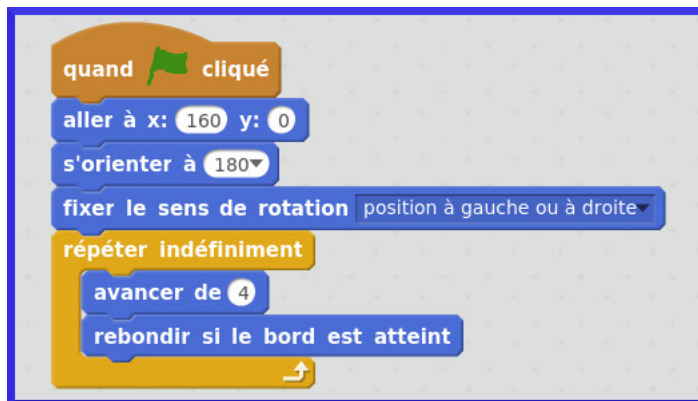 quand cliqué
aller à x: 160 y: 0
s'orienter à 180
fixer le sens de rotation position à gauche ou à droite
répéter indéfiniment
avancer de 4
rebondir si le bord est atteint